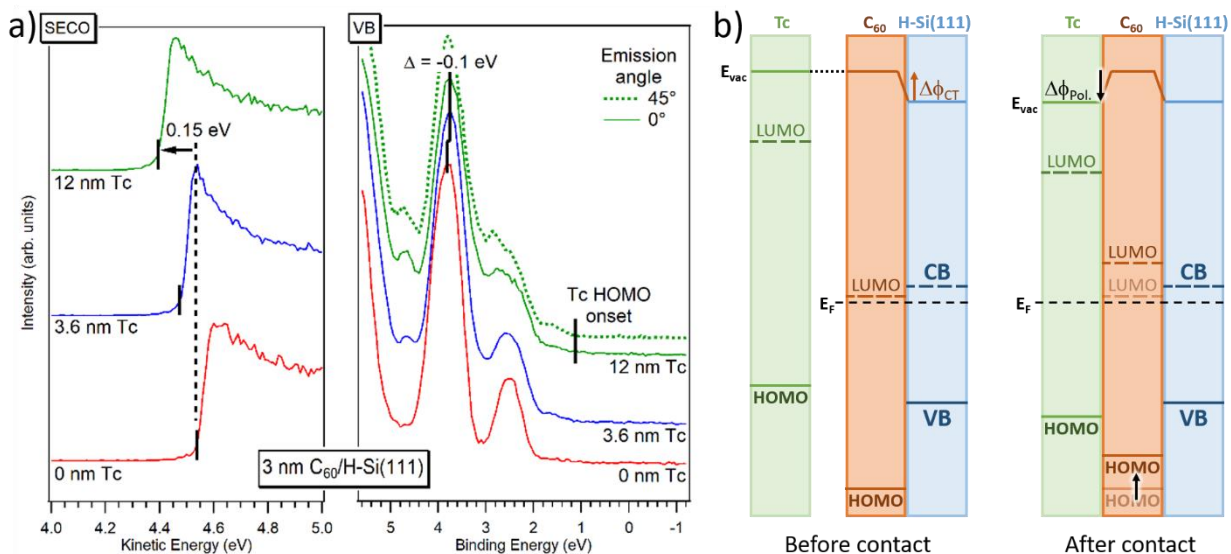 a)
SECO
0.15 eV
12 nm Tc
3.6 nm Tc
0 nm Tc
Intensity (arb. units)
4.0 4.2 4.4 4.6 4.8 5.0
Kinetic Energy (eV)
3 nm C₆₀/H-Si(111)
VB
Δ = -0.1 eV
Emission
angle
45°
0°
Tc HOMO
onset
12 nm Tc
3.6 nm Tc
0 nm Tc
5 4 3 2 1 0 -1
Binding Energy (eV)
b)
Tc C₆₀ H-Si(111)
Eᵥₐc
ΔϕCT
LUMO
LUMO
CB
EF
HOMO
VB
HOMO
Before contact
Tc C₆₀ H-Si(111)
ΔϕPol.
Eᵥₐc
LUMO
LUMO
LUMO
CB
EF
HOMO
VB
HOMO
HOMO
After contact